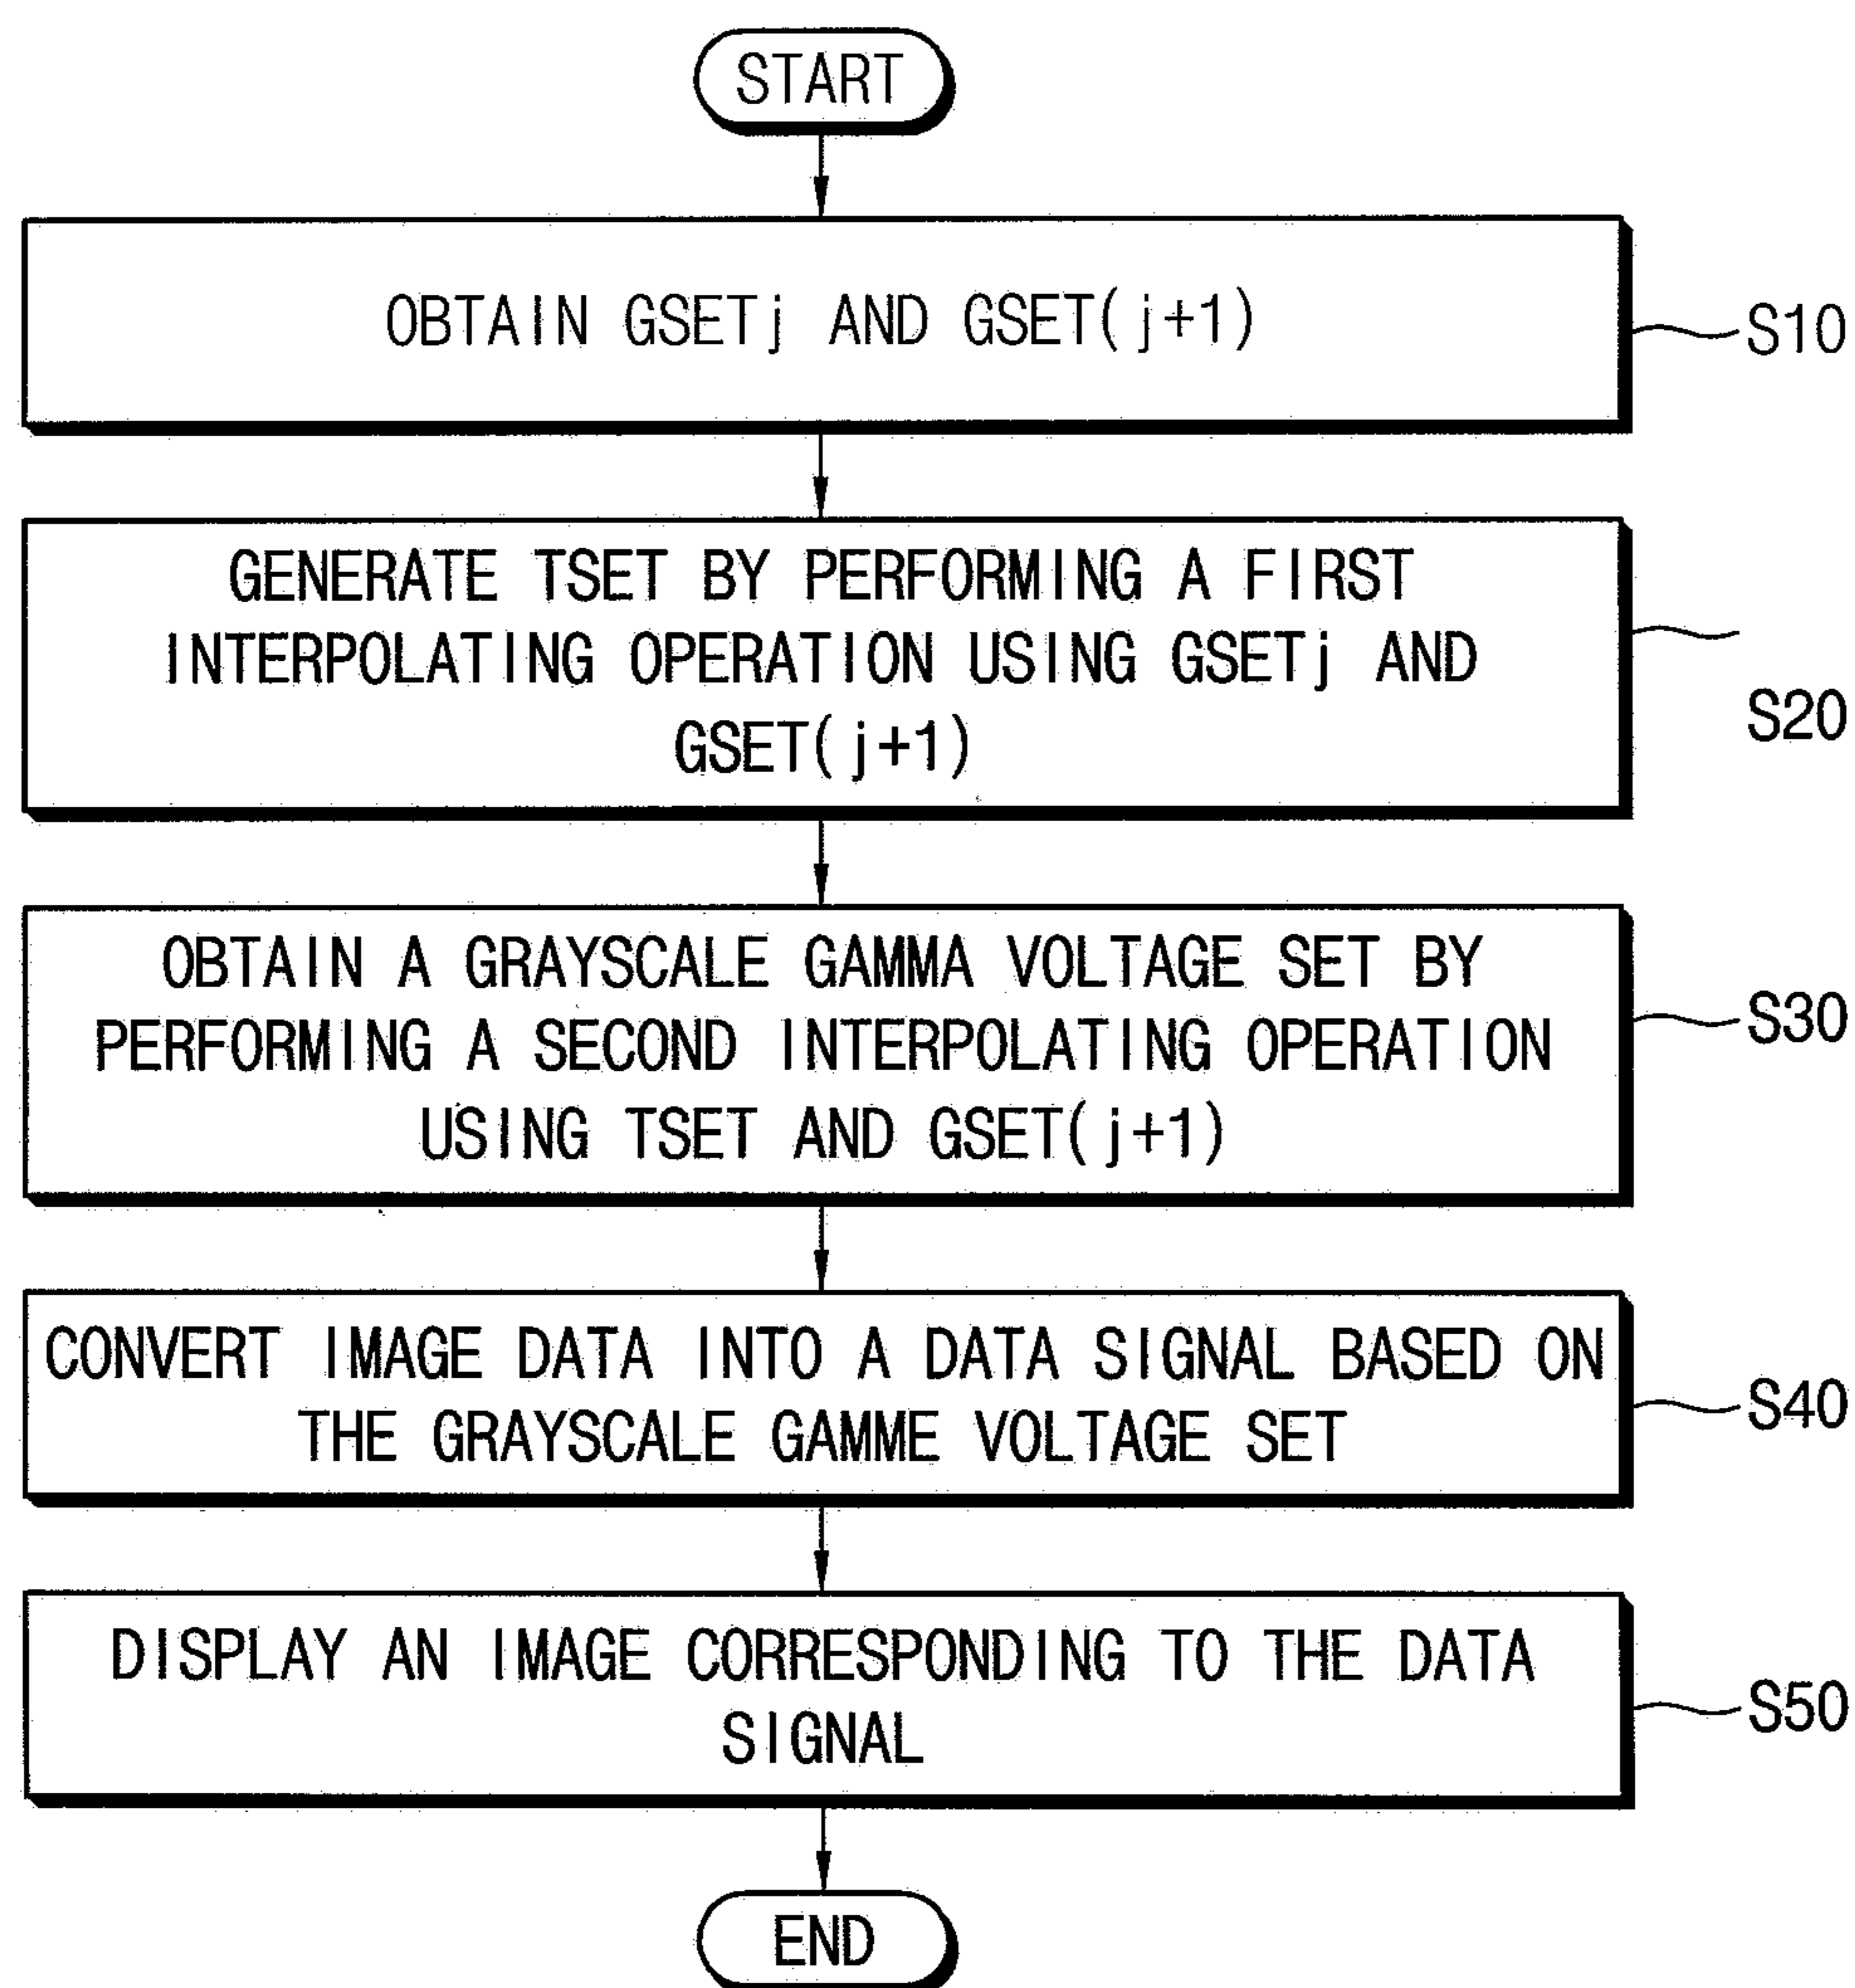 START
OBTAIN GSETj AND GSET(j+1)
S10
GENERATE TSET BY PERFORMING A FIRST
INTERPOLATING OPERATION USING GSETj AND
GSET(j+1)
S20
OBTAIN A GRAYSCALE GAMMA VOLTAGE SET BY
PERFORMING A SECOND INTERPOLATING OPERATION
USING TSET AND GSET(j+1)
S30
CONVERT IMAGE DATA INTO A DATA SIGNAL BASED ON
THE GRAYSCALE GAMME VOLTAGE SET
S40
DISPLAY AN IMAGE CORRESPONDING TO THE DATA
SIGNAL
S50
END